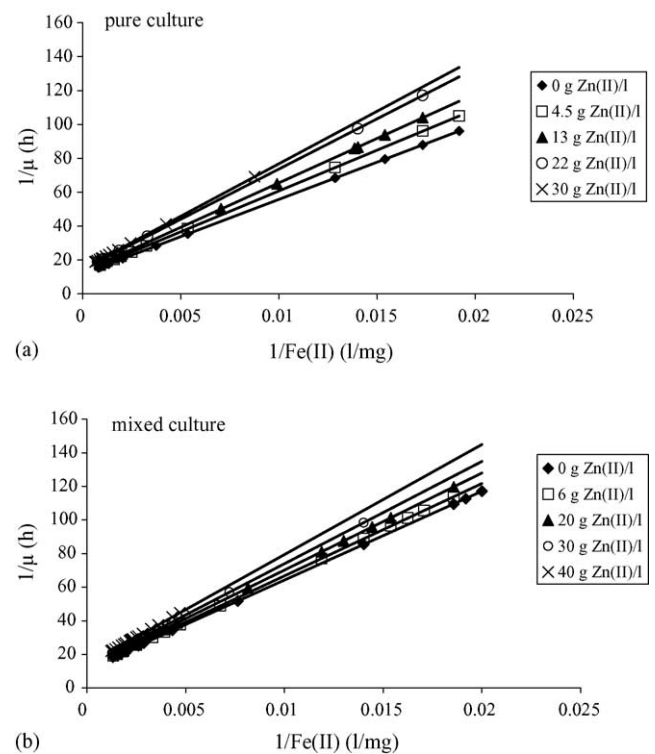 pure culture
160
140
120
100
80
60
40
20
0
1/μ (h)
0 0.005 0.01 0.015 0.02 0.025
1/Fe(II) (l/mg)
0 g Zn(II)/l
4.5 g Zn(II)/l
13 g Zn(II)/l
22 g Zn(II)/l
30 g Zn(II)/l
(a)
mixed culture
160
140
120
100
80
60
40
20
0
1/μ (h)
0 0.005 0.01 0.015 0.02 0.025
1/Fe(II) (l/mg)
0 g Zn(II)/l
6 g Zn(II)/l
20 g Zn(II)/l
30 g Zn(II)/l
40 g Zn(II)/l
(b)